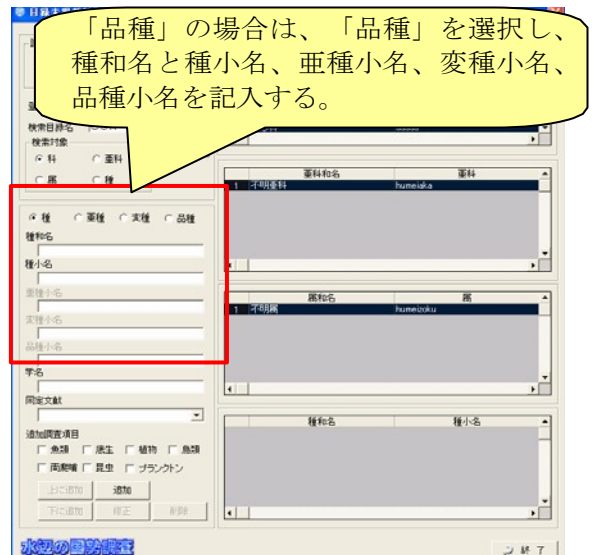 「品種」の場合は、「品種」を選択し、
種和名と種小名、亜種小名、変種小名、
品種小名を記入する。
検索目録名
検索対象
科 亜科
属 種
種 亜種 変種 品種
種和名
種小名
亜種小名
変種小名
品種小名
学名
同定文献
追加調査項目
魚類 底生 植物 鳥類
両爬哺 昆虫 プランクトン
上に追加 追加
下に追加 修正 削除
亜科和名 亜科
1 不明亜科 humeiaka
属和名 属
1 不明属 humeizoku
種和名 種小名
水辺の国勢調査
終了